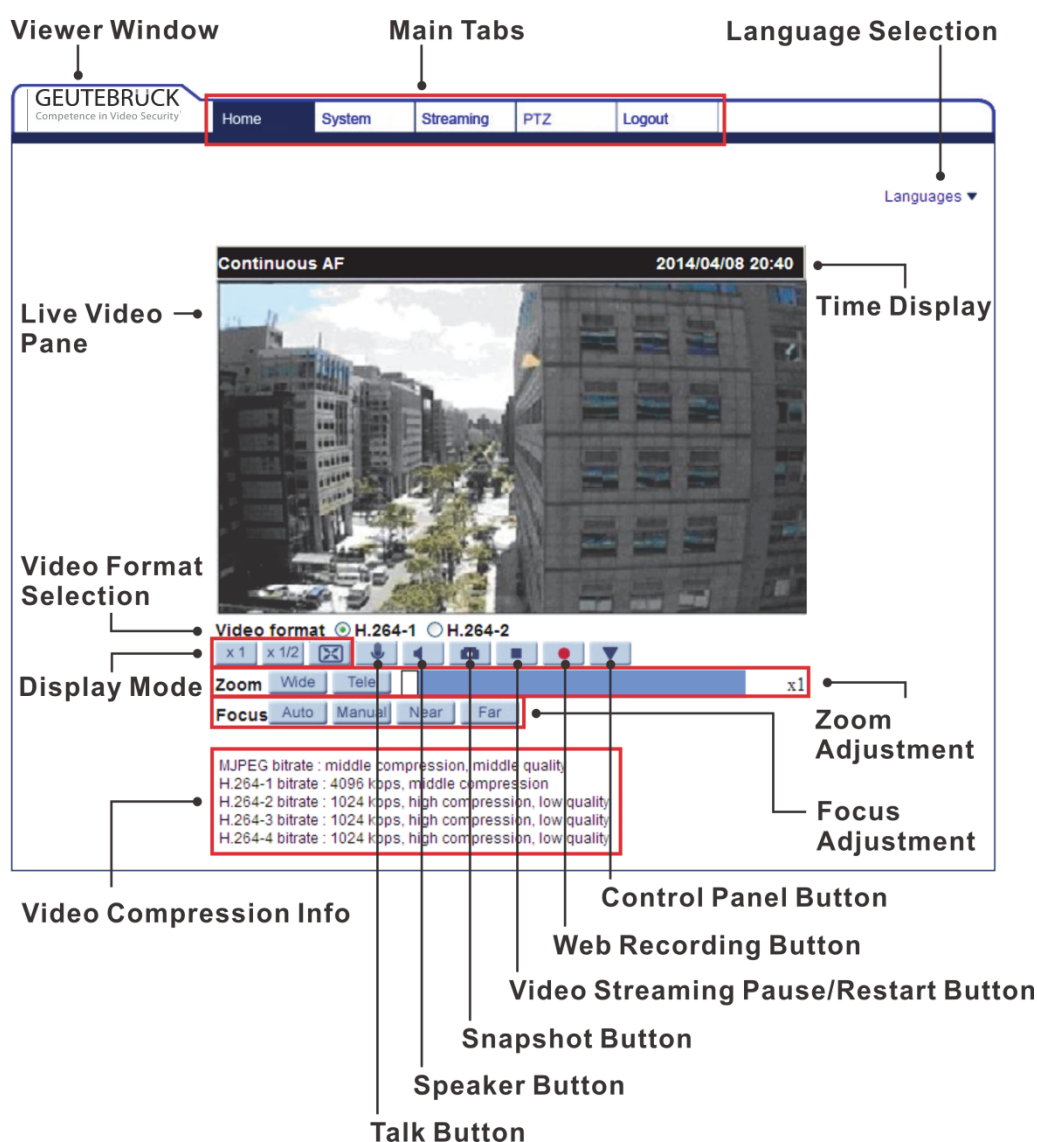 Viewer Window
Main Tabs
Language Selection
GEUTEBRÜCK
Competence in Video Security
Home
System
Streaming
PTZ
Logout
Languages ▼
Continuous AF
2014/04/08 20:40
Time Display
Live Video
Pane
Video Format
Selection
Video format H.264-1 H.264-2
x 1
x 1/2
Display Mode
Zoom Wide Tele x1
Zoom
Adjustment
Focus Auto Manual Near Far
Focus
Adjustment
MJPEG bitrate : middle compression, middle quality
H.264-1 bitrate : 4096 kbps, middle compression
H.264-2 bitrate : 1024 kbps, high compression, low quality
H.264-3 bitrate : 1024 kbps, high compression, low quality
H.264-4 bitrate : 1024 kbps, high compression, low quality
Video Compression Info
Control Panel Button
Web Recording Button
Video Streaming Pause/Restart Button
Snapshot Button
Speaker Button
Talk Button